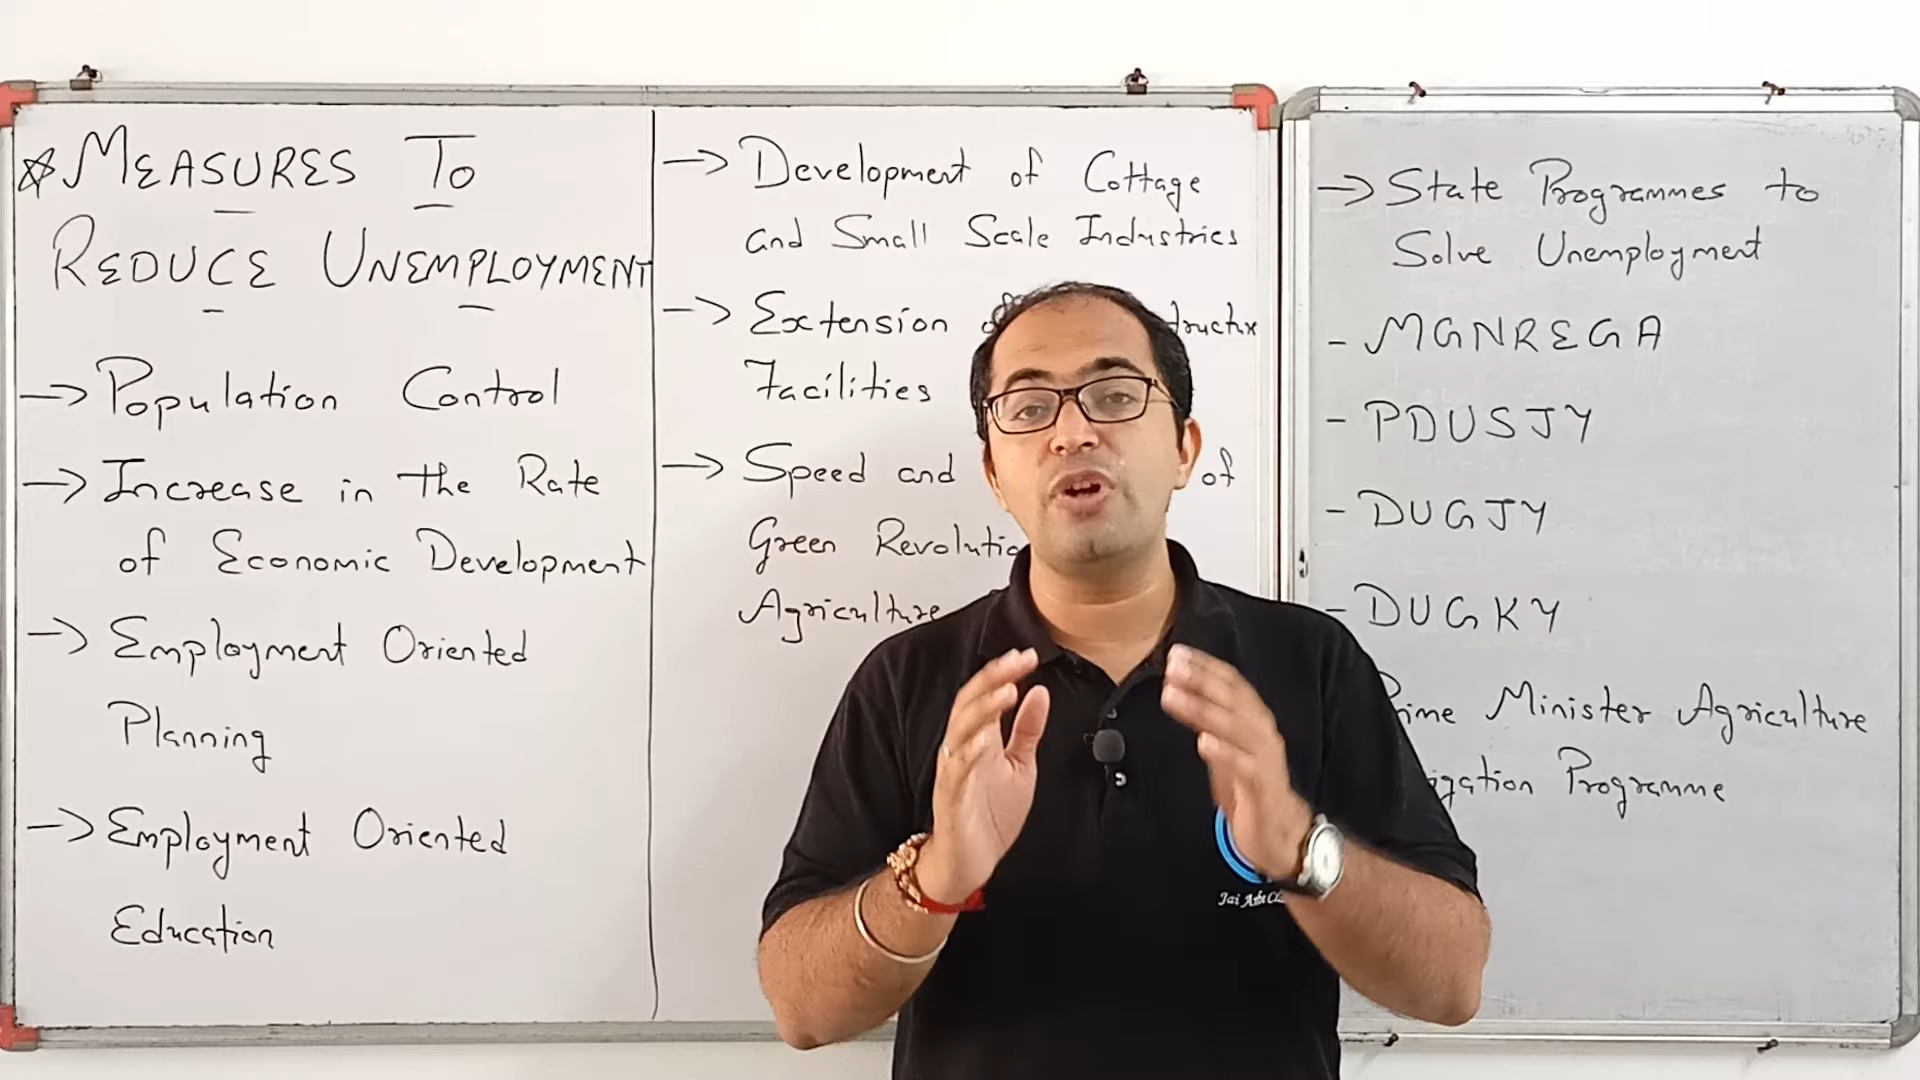 MEASURES TO
REDUCE UNEMPLOYMENT
→ Population Control
→ Increase in the Rate
of Economic Development
→ Employment Oriented
Planning
→ Employment Oriented
Education
→ Development of Cottage
and Small Scale Industries
→ Extension
Facilities
→ Speed and of
Green
Agriculture
→ State Programmes to
Solve Unemployment
- MGNREGA
- PDUSJY
- DUGJY
- DUGKY
Minister Agriculture
Programme
Jai